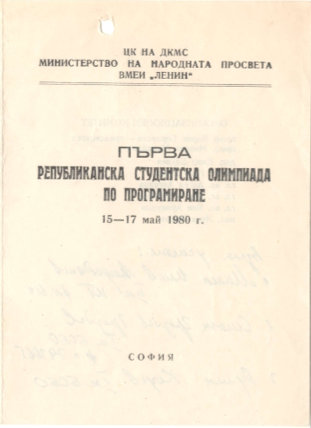 ЦК НА ДКМС
МИНИСТЕРСТВО НА НАРОДНАТА ПРОСВЕТА
ВМЕИ „ЛЕНИН“
ПЪРВА
РЕПУБЛИКАНСКА СТУДЕНТСКА ОЛИМПИАДА
ПО ПРОГРАМИРАНЕ
15—17 май 1980 г.
СОФИЯ